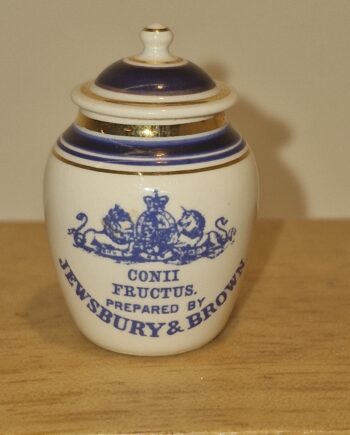 CONII
FRUCTUS.
PREPARED BY
JEWSBURY & BROWN